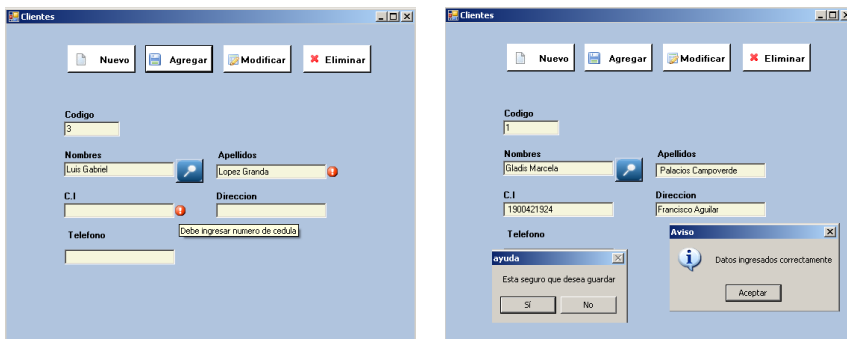 Clientes
Nuevo Agregar Modificar Eliminar
Codigo
3
Nombres Apellidos
Luis Gabriel Lopez Granda
C.I Direccion
Debe ingresar numero de cedula
Telefono
Clientes
Nuevo Agregar Modificar Eliminar
Codigo
1
Nombres Apellidos
Gladis Marcela Palacios Campoverde
C.I Direccion
1900421924 Francisco Aguilar
Telefono
ayuda
Esta seguro que desea guardar
Sí No
Aviso
Datos ingresados correctamente
Aceptar